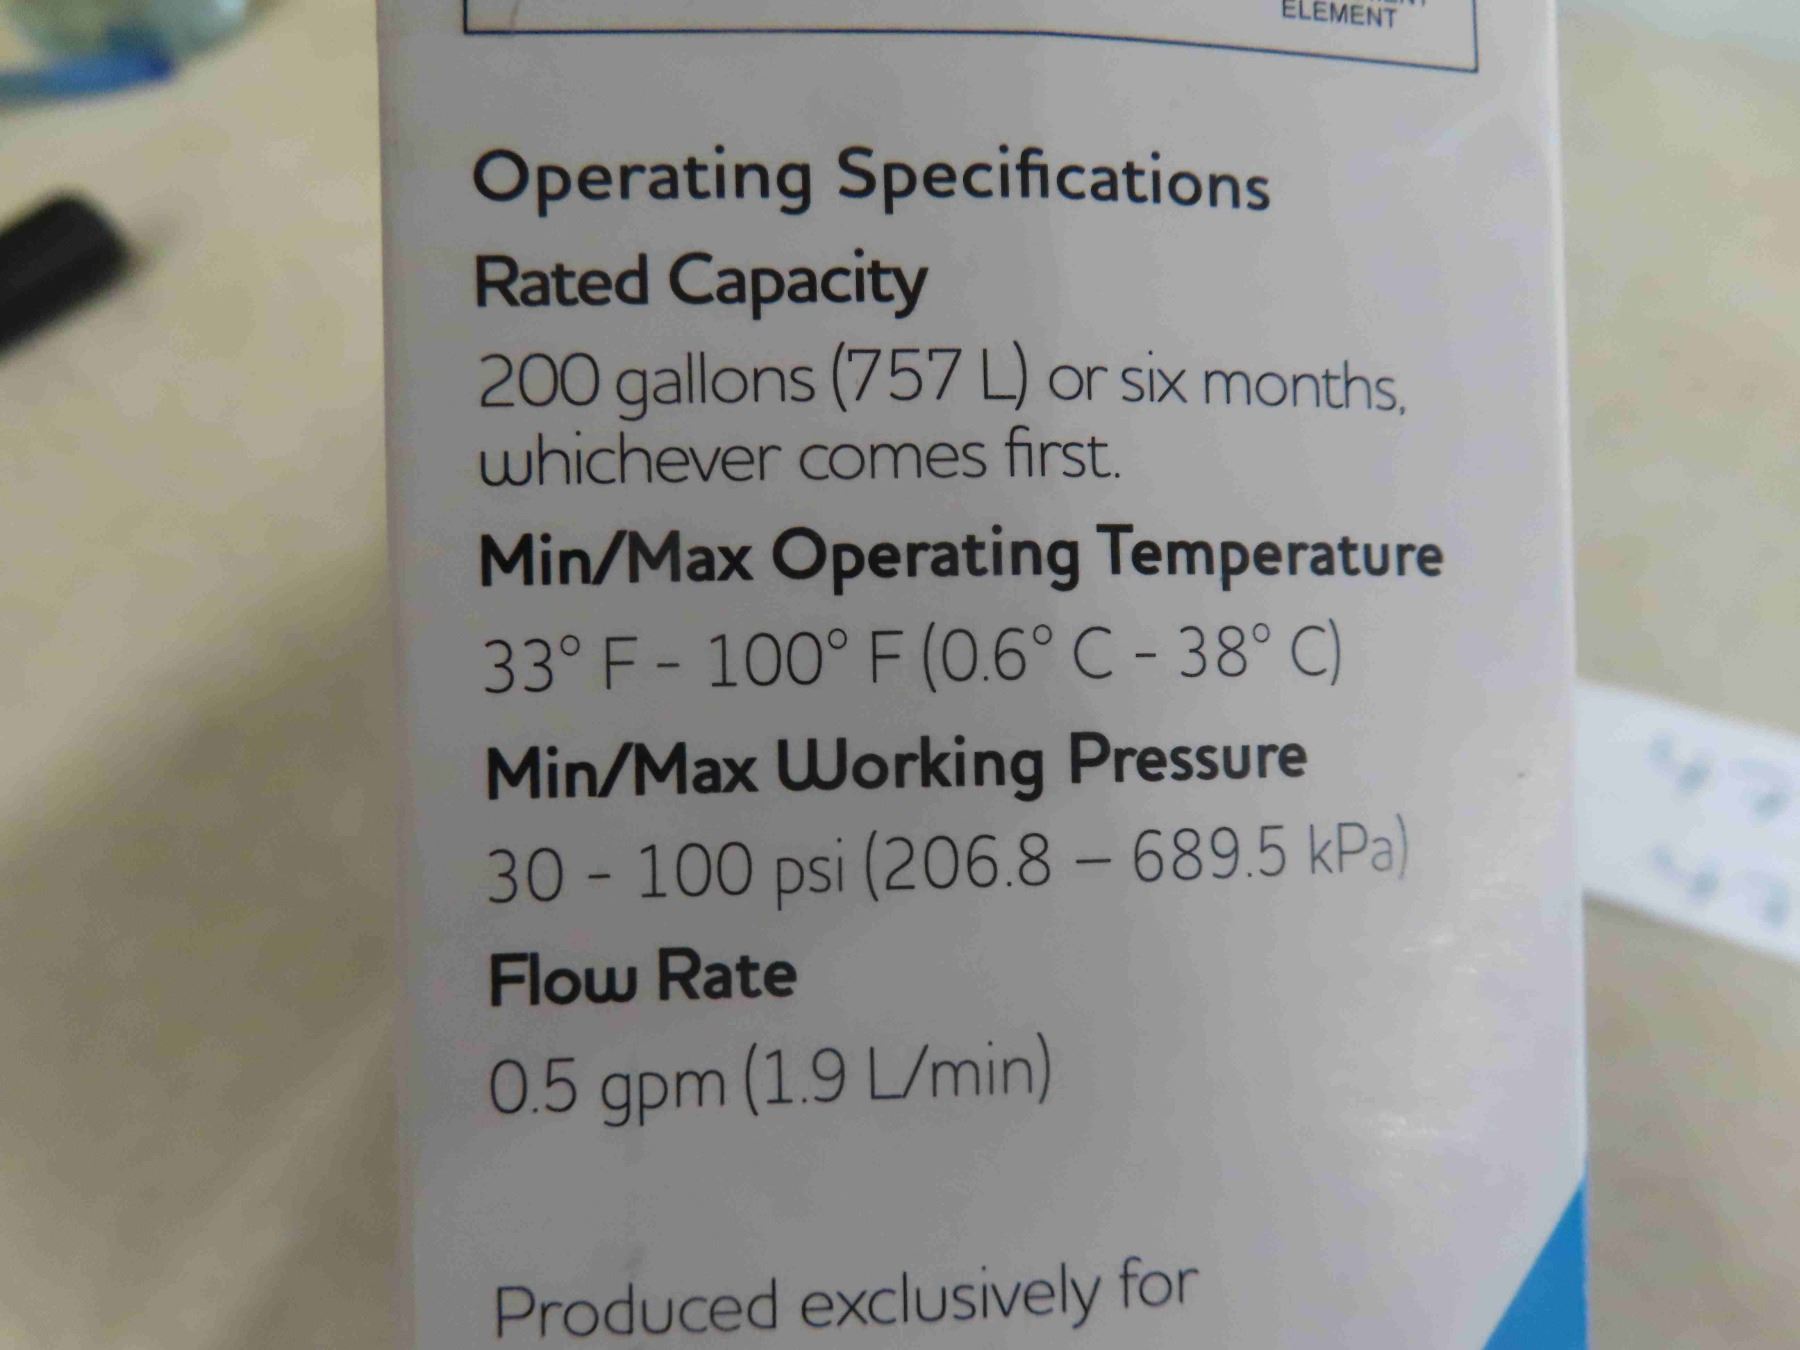 ELEMENT
Operating Specifications
Rated Capacity
200 gallons (757 L) or six months,
whichever comes first.
Min/Max Operating Temperature
33° F - 100° F (0.6° C - 38° C)
Min/Max Working Pressure
30 - 100 psi (206.8 – 689.5 kPa)
Flow Rate
0.5 gpm (1.9 L/min)
Produced exclusively for